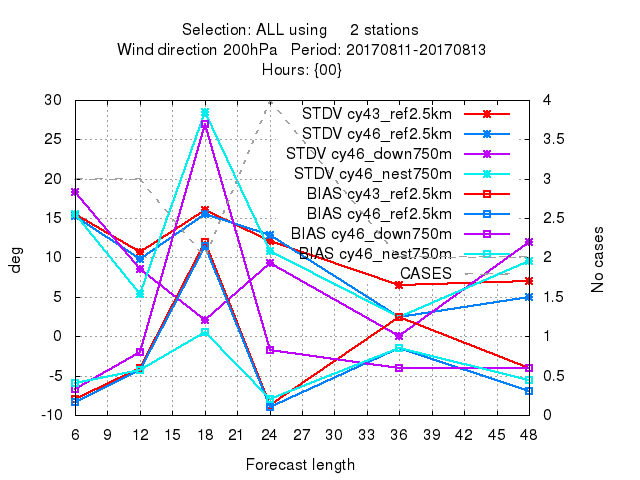 Selection: ALL using 2 stations
Wind direction 200hPa Period: 20170811-20170813
Hours: {00}
30 4
STDV cy43_ref2.5km
25 3.5
STDV cy46_ref2.5km
STDV cy46_down750m
20 3
STDV cy46_nest750m
BIAS cy43_ref2.5km
15 2.5
BIAS cy46_ref2.5km
BIAS cy46_down750m
10 2
BIAS cy46_nest750m
CASES
5 1.5
0 1
-5 0.5
-10 0
deg
No cases
6 9 12 15 18 21 24 27 30 33 36 39 42 45 48
Forecast length